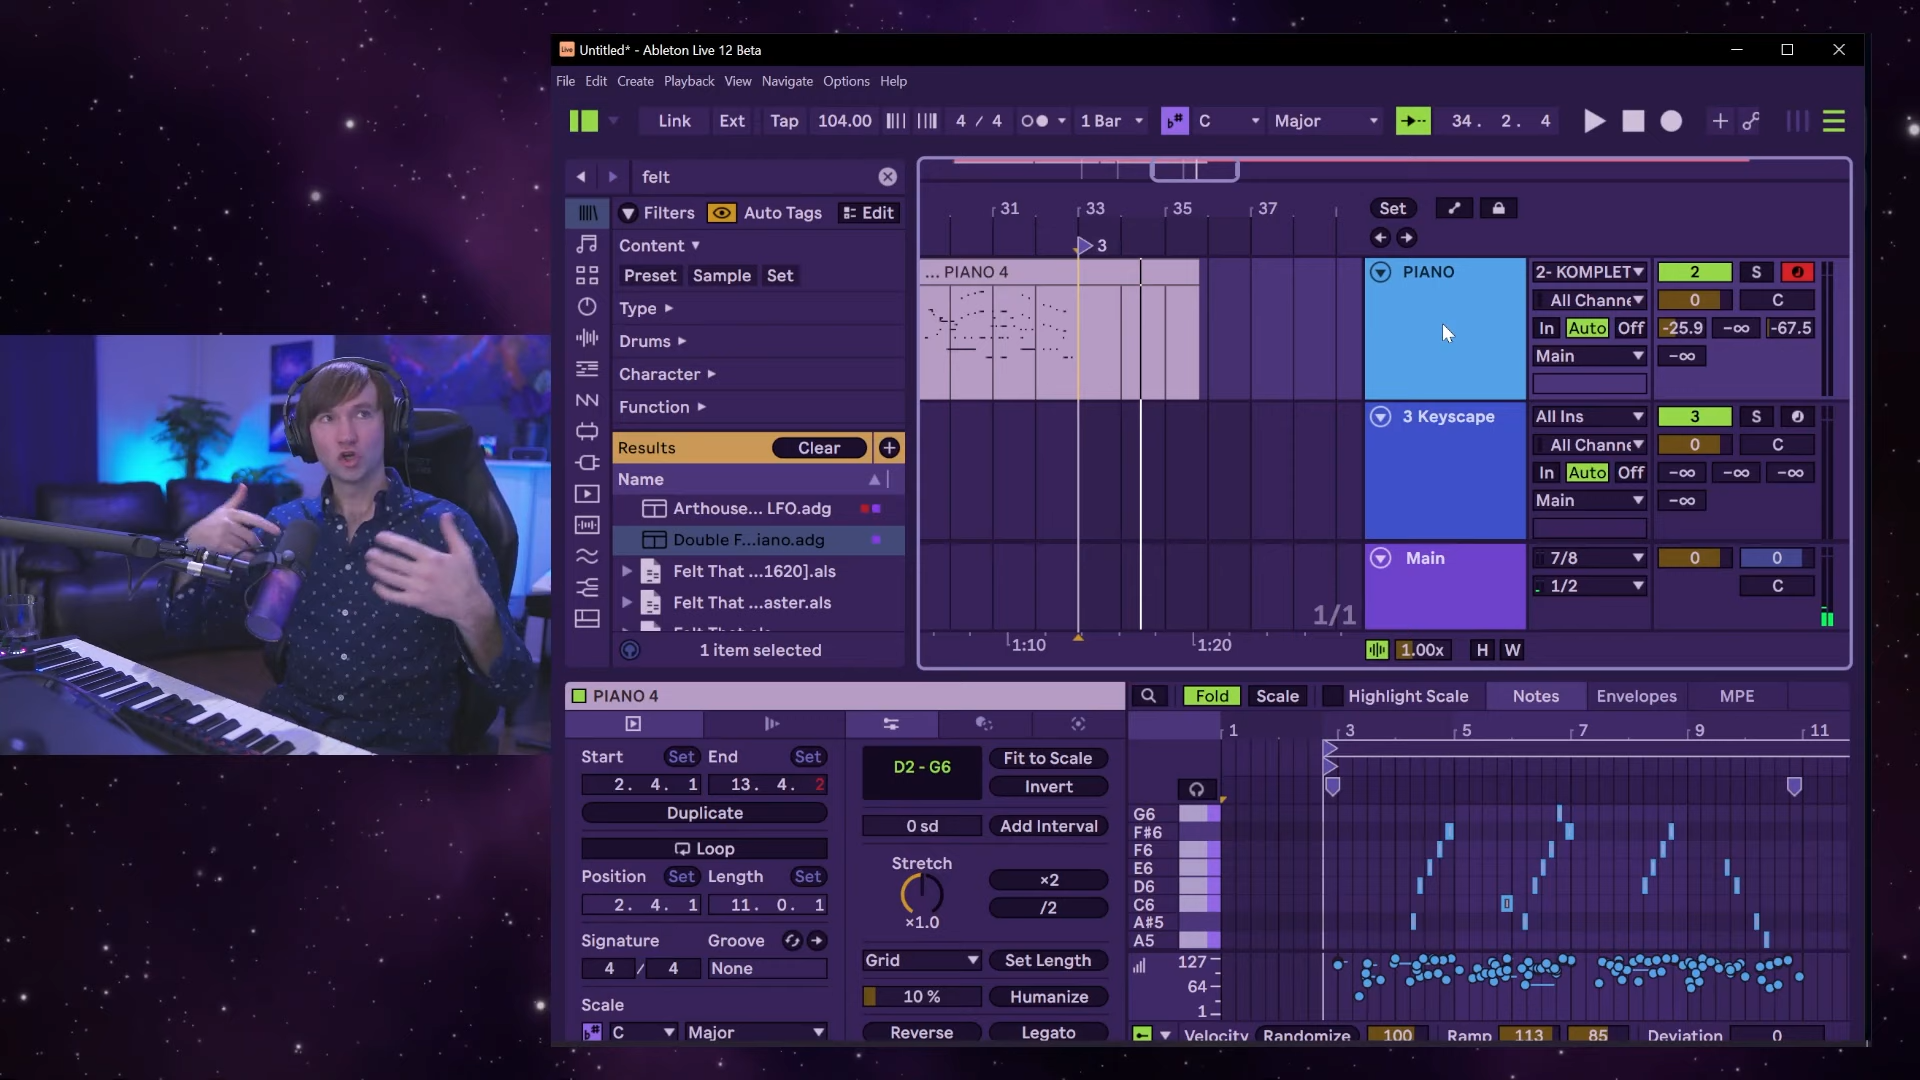 Untitled* - Ableton Live 12 Beta
File Edit Create Playback View Navigate Options Help
Link Ext Tap 104.00 4 / 4 1 Bar C Major 34. 2. 4
felt
Filters Auto Tags Edit
Content
Preset Sample Set
Type
Drums
Character
Function
Results Clear
Name
Arthouse... LFO.adg
Double F...iano.adg
Felt That ...1620].als
Felt That ...aster.als
1 item selected
31 33 35 37
3
Set
... PIANO 4
PIANO 2- KOMPLET 2 S
All Channe 0 C
In Auto Off -25.9 -∞ -67.5
Main -∞
3 Keyscape All Ins 3 S
All Channe 0 C
In Auto Off -∞ -∞ -∞
Main -∞
Main 7/8 0 0
1/2 C
1/1
1:10 1:20
1.00x H W
PIANO 4
Start Set End Set
2. 4. 1 13. 4. 2
Duplicate
Loop
Position Set Length Set
2. 4. 1 11. 0. 1
Signature Groove
4 / 4 None
Scale
C Major
D2 - G6 Fit to Scale
Invert
0 sd Add Interval
Stretch
×2
/2
×1.0
Grid Set Length
10 % Humanize
Reverse Legato
Fold Scale Highlight Scale Notes Envelopes MPE
1 3 5 7 9 11
G6
F#6
F6
E6
D6
C6
A#5
A5
127
64
1
Velocity Randomize 100 Ramp 113 85 Deviation 0